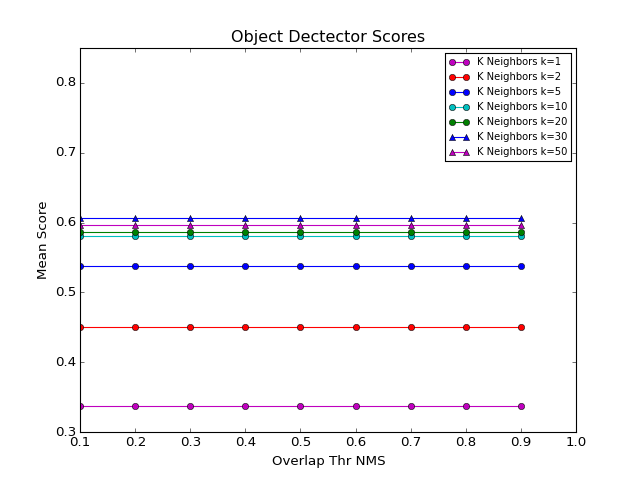 Object Dectector Scores
K Neighbors k=1
K Neighbors k=2
K Neighbors k=5
K Neighbors k=10
K Neighbors k=20
K Neighbors k=30
K Neighbors k=50
Mean Score
0.8
0.7
0.6
0.5
0.4
0.3
0.1 0.2 0.3 0.4 0.5 0.6 0.7 0.8 0.9 1.0
Overlap Thr NMS